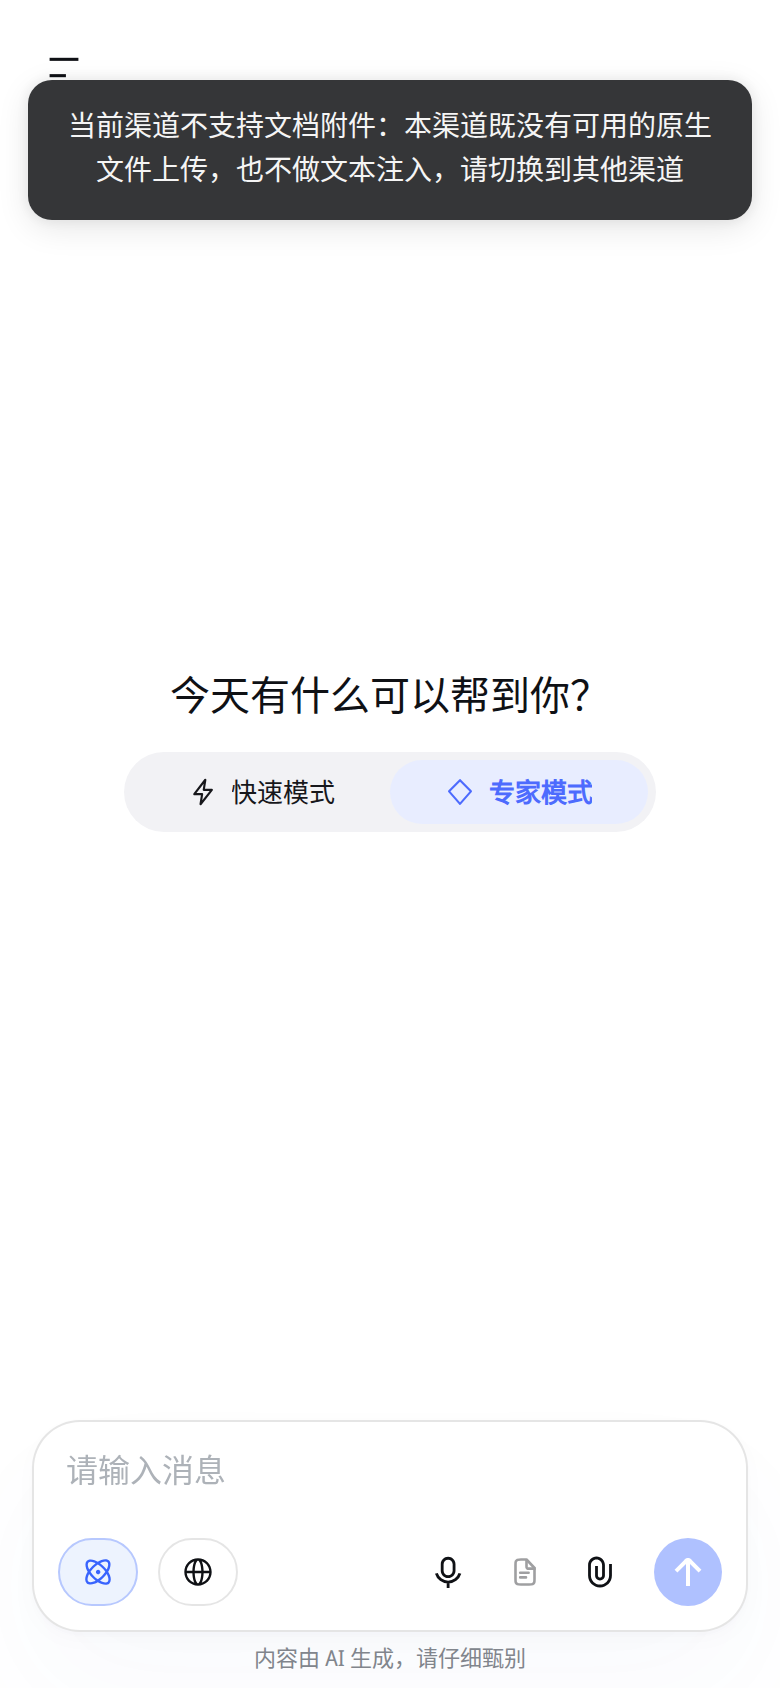 当前渠道不支持文档附件：本渠道既没有可用的原生
文件上传，也不做文本注入，请切换到其他渠道
今天有什么可以帮到你？
快速模式
专家模式
请输入消息
内容由 AI 生成，请仔细甄别